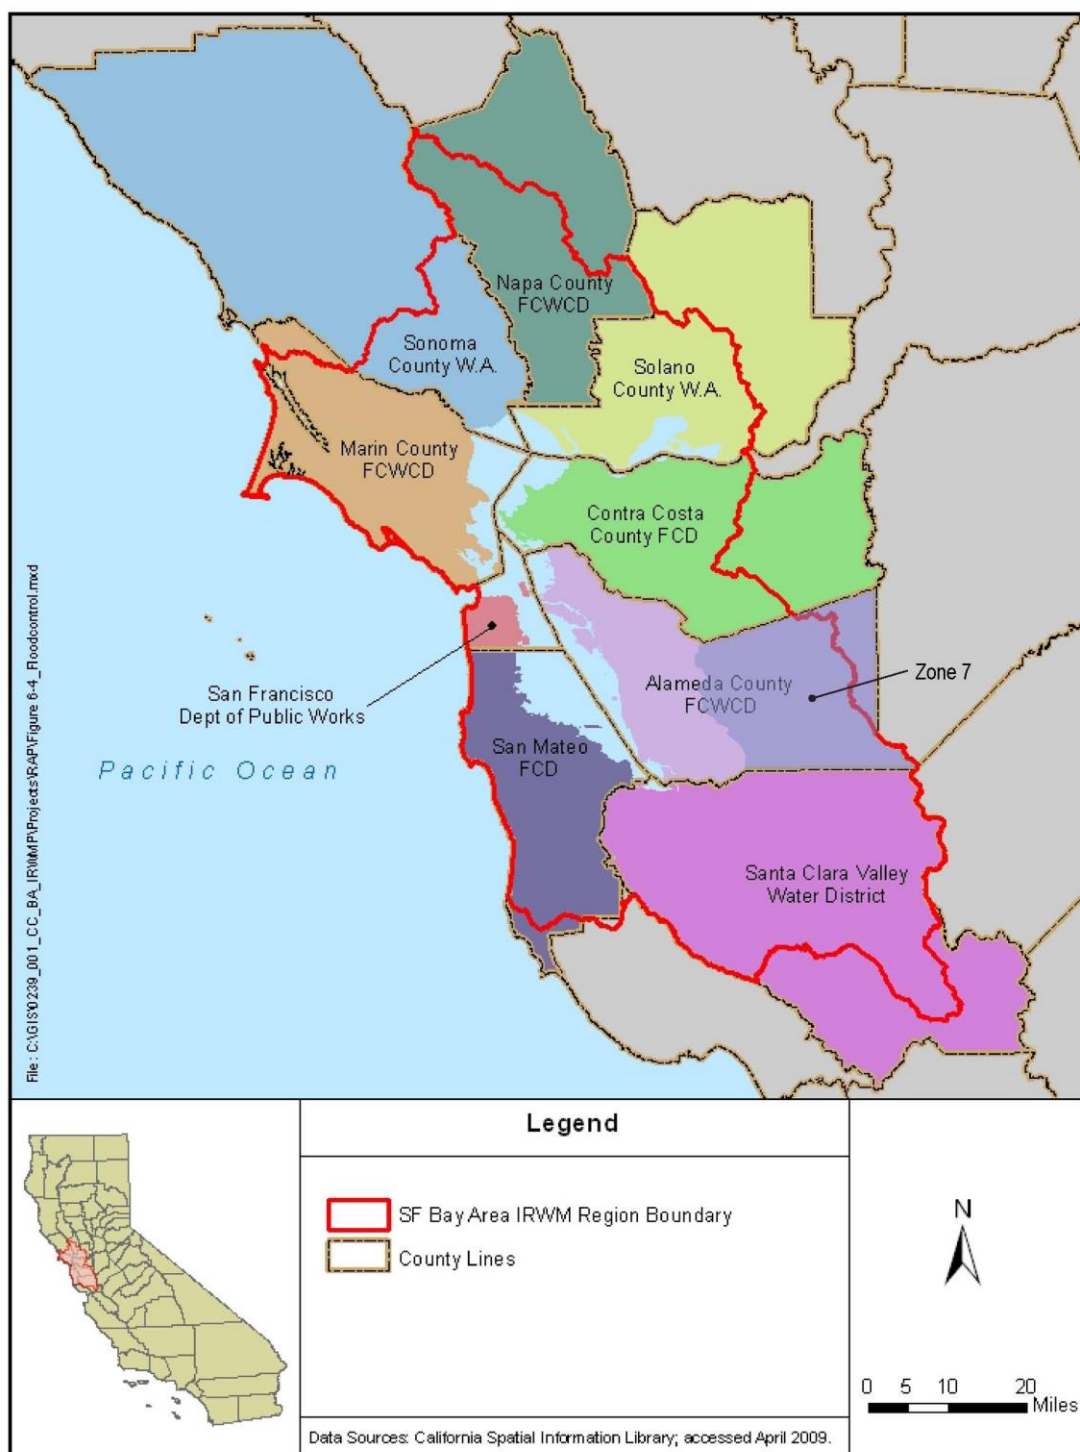 Napa County
FCWCD
Sonoma
County W.A.
Solano
County W.A.
Marin County
FCWCD
Contra Costa
County FCD
San Francisco
Dept of Public Works
Alameda County
FCWCD
Zone 7
San Mateo
FCD
Pacific Ocean
Santa Clara Valley
Water District
File : C:\GIS\0239_001_CC_BA_IRWMP\Projects\RAP\Figure 6-4_Floodcontrol.mxd
Legend
SF Bay Area IRWM Region Boundary
County Lines
N
0 5 10 20
Miles
Data Sources: California Spatial Information Library; accessed April 2009.